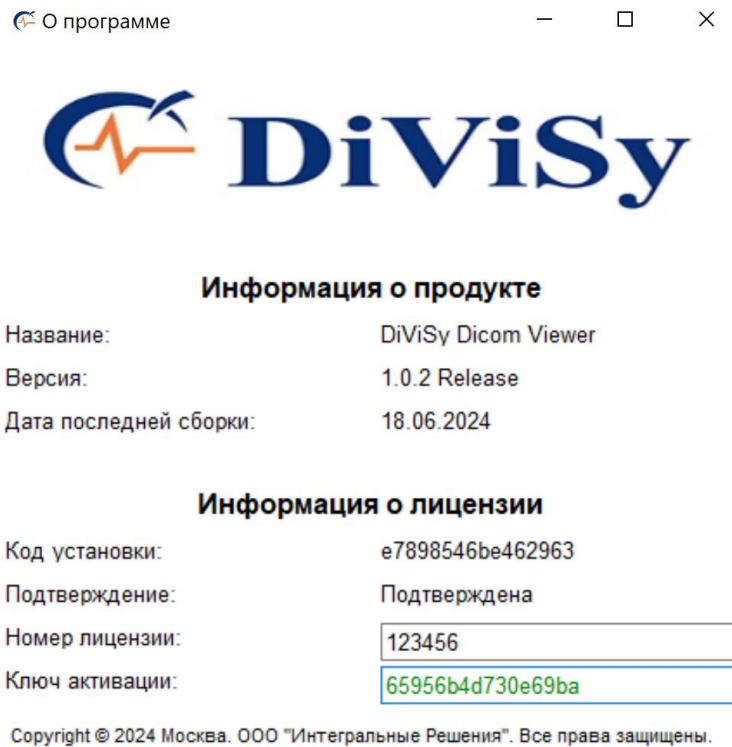 О программе
DiViSy
Информация о продукте
Название: DiViSy Dicom Viewer
Версия: 1.0.2 Release
Дата последней сборки: 18.06.2024
Информация о лицензии
Код установки: e7898546be462963
Подтверждение: Подтверждена
Номер лицензии: 123456
Ключ активации: 65956b4d730e69ba
Copyright © 2024 Москва. ООО "Интегральные Решения". Все права защищены.